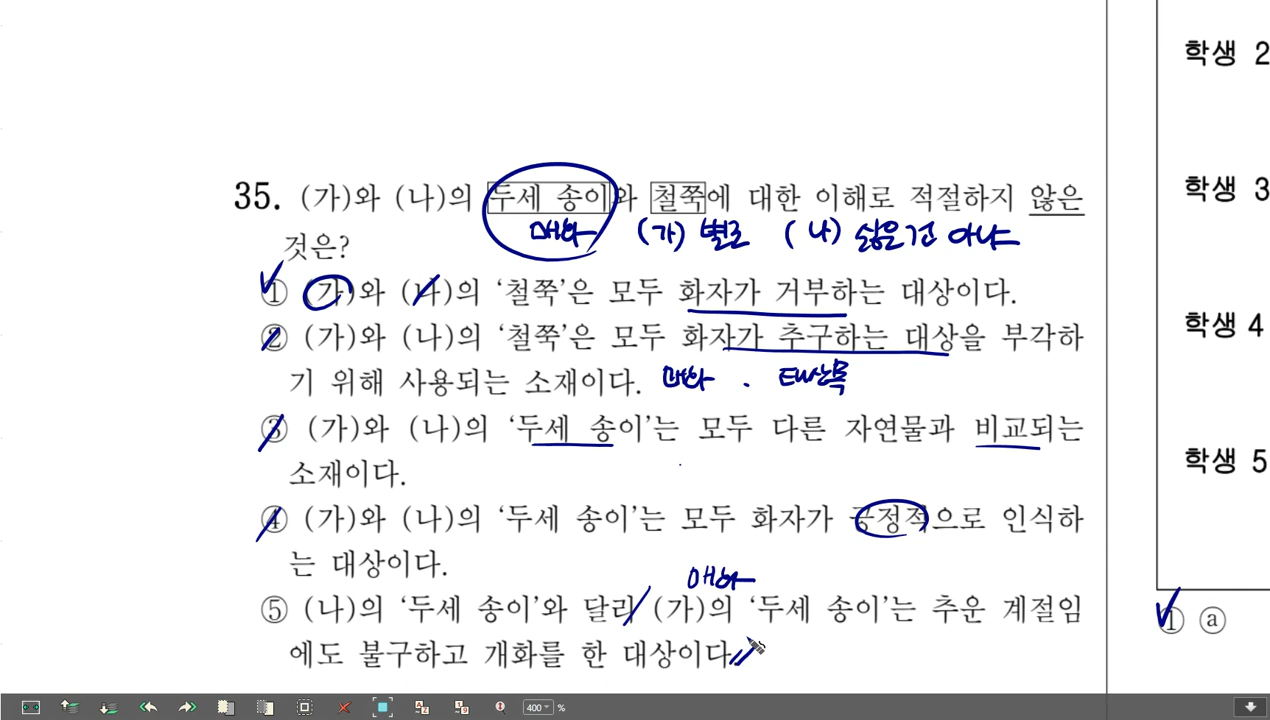 학생 2
35. (가)와 (나)의 두세 송이와 철쭉에 대한 이해로 적절하지 않은
매화 (가) 별로 (나) 싫은건 아냐
것은?
학생 3
① (가)와 (나)의 ‘철쭉’은 모두 화자가 거부하는 대상이다.
② (가)와 (나)의 ‘철쭉’은 모두 화자가 추구하는 대상을 부각하
학생 4
기 위해 사용되는 소재이다. 매화 .
③ (가)와 (나)의 ‘두세 송이’는 모두 다른 자연물과 비교되는
학생 5
소재이다.
④ (가)와 (나)의 ‘두세 송이’는 모두 화자가 긍정적으로 인식하
는 대상이다.
매화
⑤ (나)의 ‘두세 송이’와 달리 (가)의 ‘두세 송이’는 추운 계절임
① ⓐ
에도 불구하고 개화를 한 대상이다.
400 %